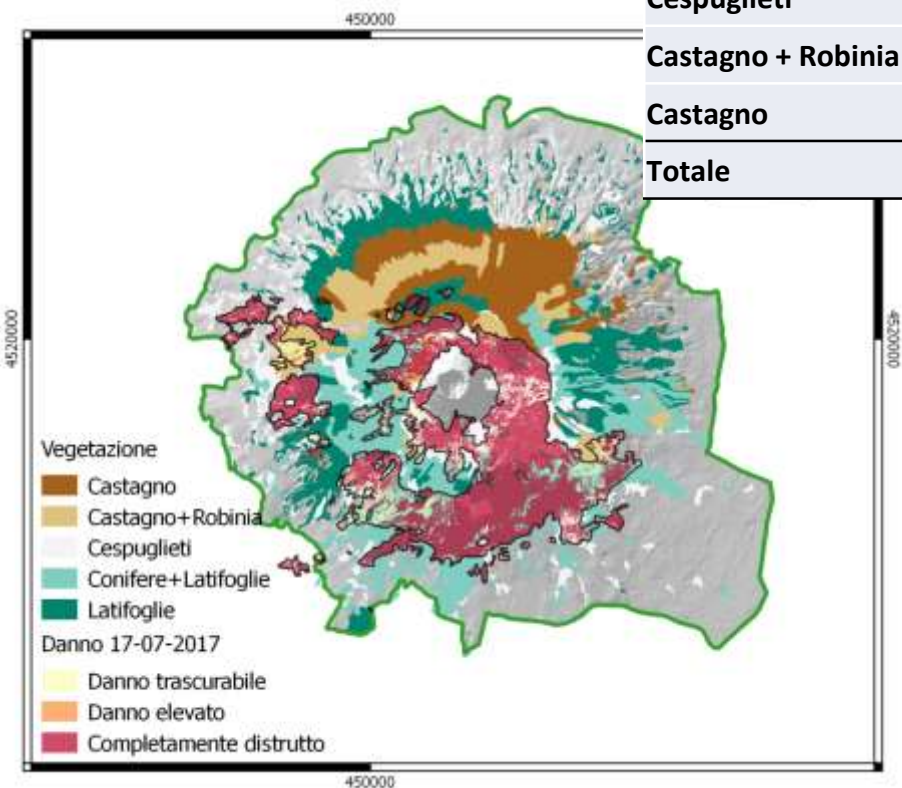 Cespuglieti
Castagno + Robinia
Castagno
Totale
450000
4520000
4520000
Vegetazione
Castagno
Castagno+Robinia
Cespuglieti
Conifere+Latifoglie
Latifoglie
Danno 17-07-2017
Danno trascurabile
Danno elevato
Completamente distrutto
450000